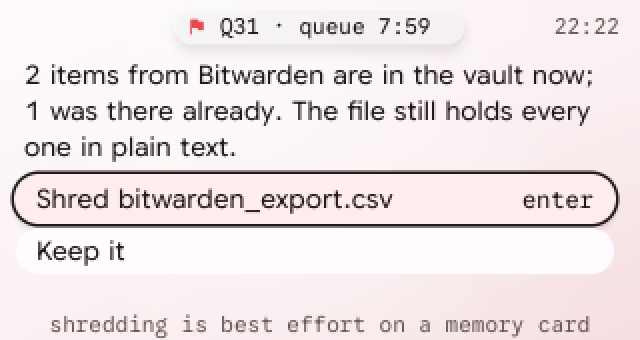 Q31 · queue 7:59
22:22
2 items from Bitwarden are in the vault now;
1 was there already. The file still holds every
one in plain text.
Shred bitwarden_export.csv enter
Keep it
shredding is best effort on a memory card